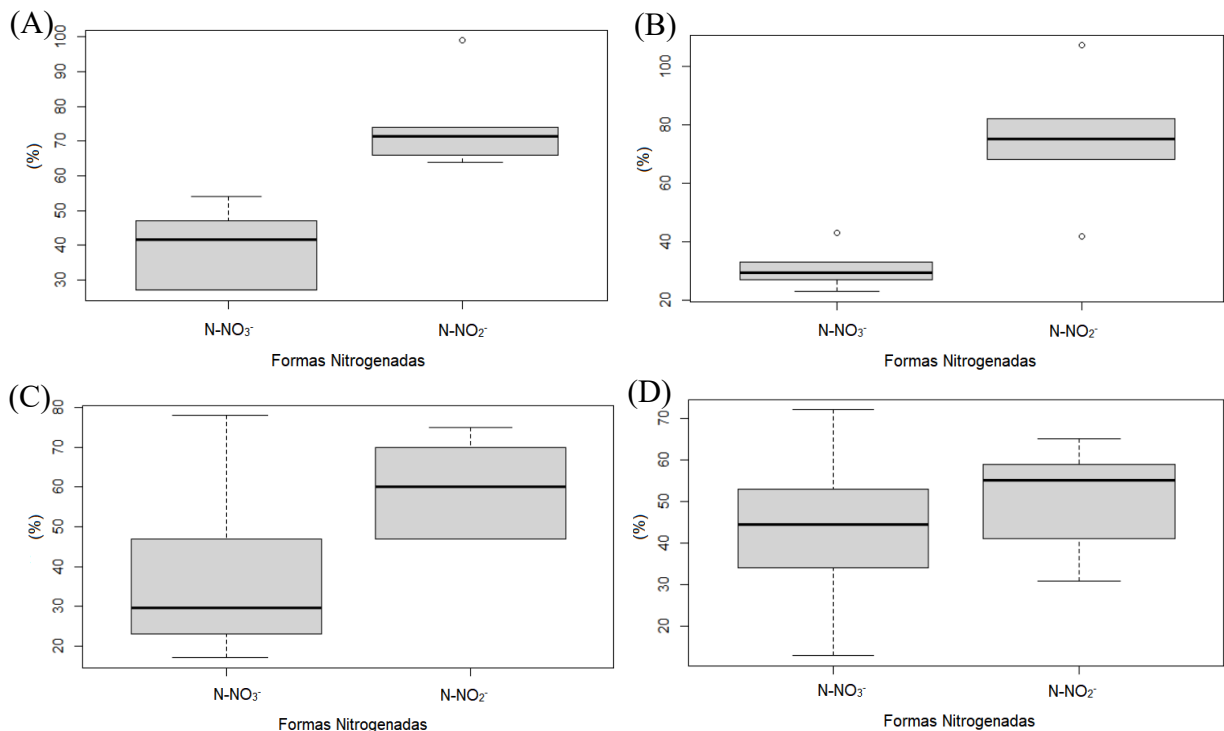 (A)
100
90
80
70
60
50
40
30
(%)
N-NO₃⁻
N-NO₂⁻
Formas Nitrogenadas
(B)
100
80
60
40
20
(%)
N-NO₃⁻
N-NO₂⁻
Formas Nitrogenadas
(C)
80
70
60
50
40
30
20
(%)
N-NO₃⁻
N-NO₂⁻
Formas Nitrogenadas
(D)
70
60
50
40
30
20
(%)
N-NO₃⁻
N-NO₂⁻
Formas Nitrogenadas